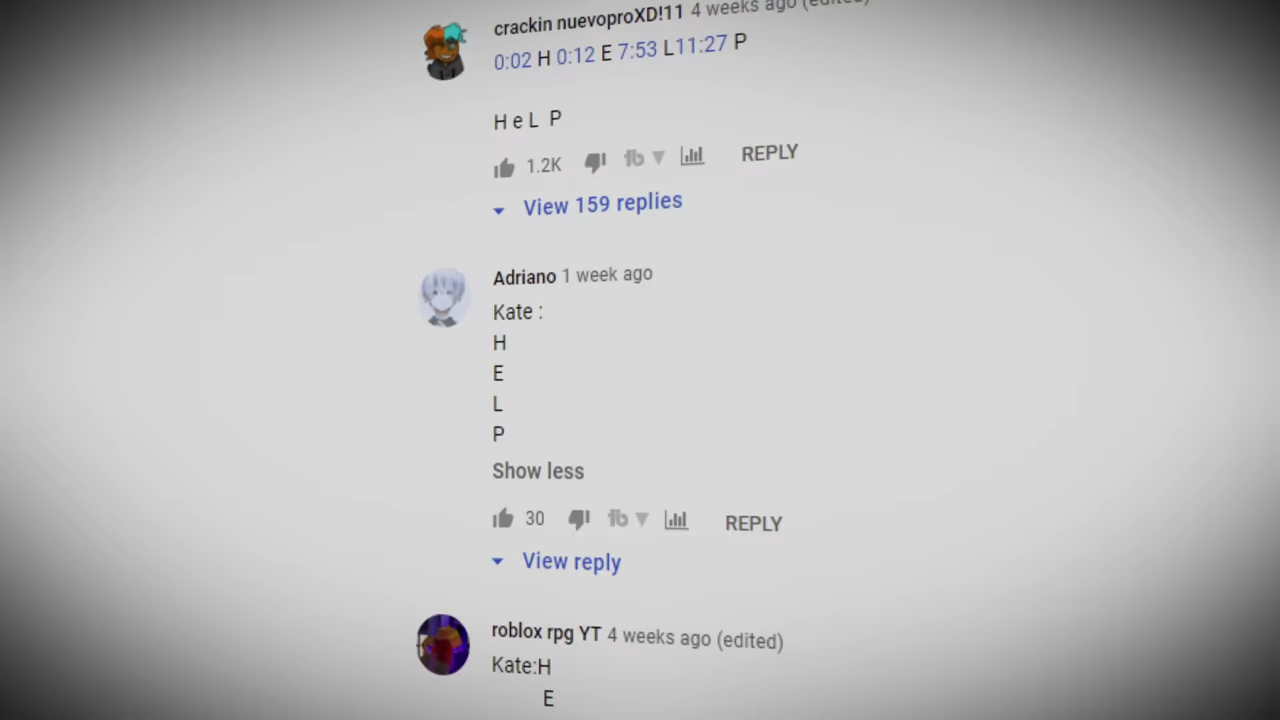 crackin nuevoproXD!11 4 weeks ago (edited)
0:02 H 0:12 E 7:53 L11:27 P
H e L P
1.2K REPLY
View 159 replies
Adriano 1 week ago
Kate :
H
E
L
P
Show less
30 REPLY
View reply
roblox rpg YT 4 weeks ago (edited)
Kate:H
E